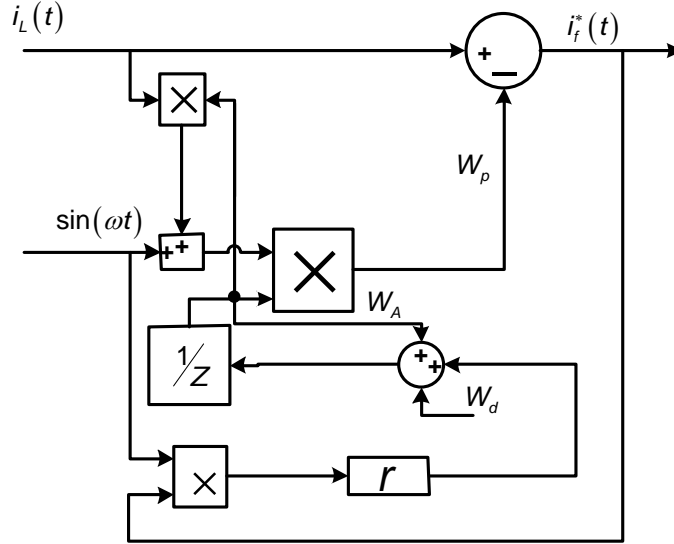 i_L(t)
i_f^*(t)
+
−
×
W_p
sin(ωt)
+
+
×
W_A
1/Z
+
+
W_d
×
r